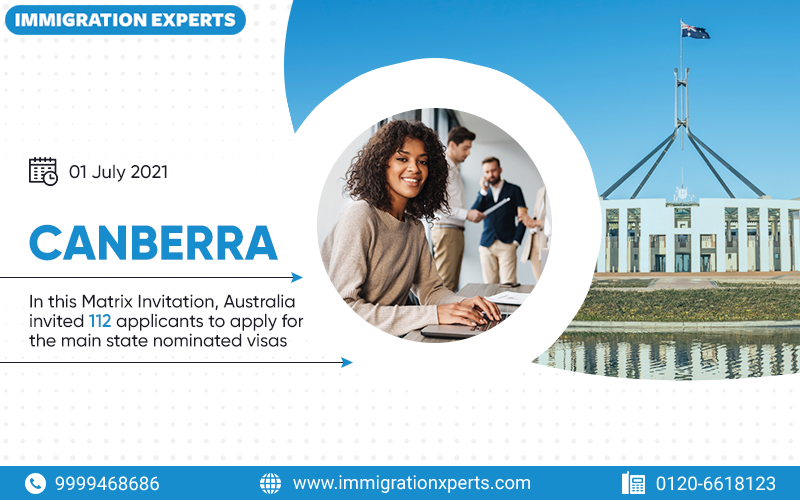 IMMIGRATION EXPERTS
01 July 2021
CANBERRA
In this Matrix Invitation, Australia
invited 112 applicants to apply for
the main state nominated visas
9999468686
www.immigrationxperts.com
0120-6618123